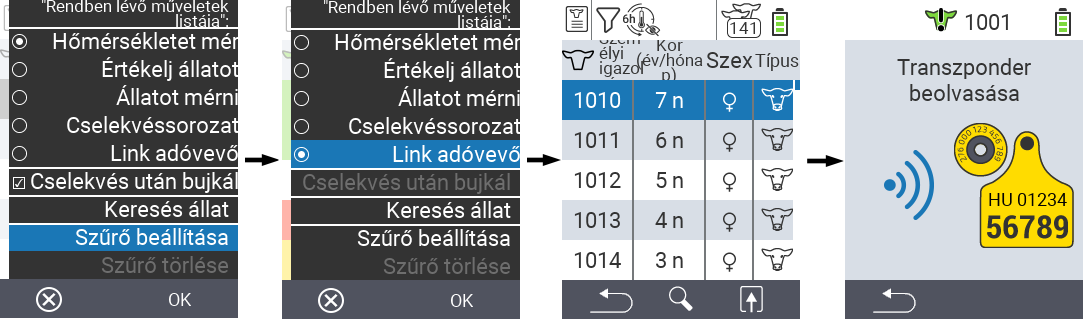 "Rendben lévő műveletek
listája":
Hőmérsékletet mér
Értékelj állatot
Állatot mérni
Cselekvéssorozat
Link adóvevő
Cselekvés után bujkál
Keresés állat
Szűrő beállítása
Szűrő törlése
OK
"Rendben lévő műveletek
listája":
Hőmérsékletet mér
Értékelj állatot
Állatot mérni
Cselekvéssorozat
Link adóvevő
Cselekvés után bujkál
Keresés állat
Szűrő beállítása
Szűrő törlése
OK
6h
141
élyi
igazol
Kor
(év/hóna
p)
Szex
Típus
1010 7 n
1011 6 n
1012 5 n
1013 4 n
1014 3 n
1001
Transzponder
beolvasása
276 000 123 456 789
HU 01234
56789